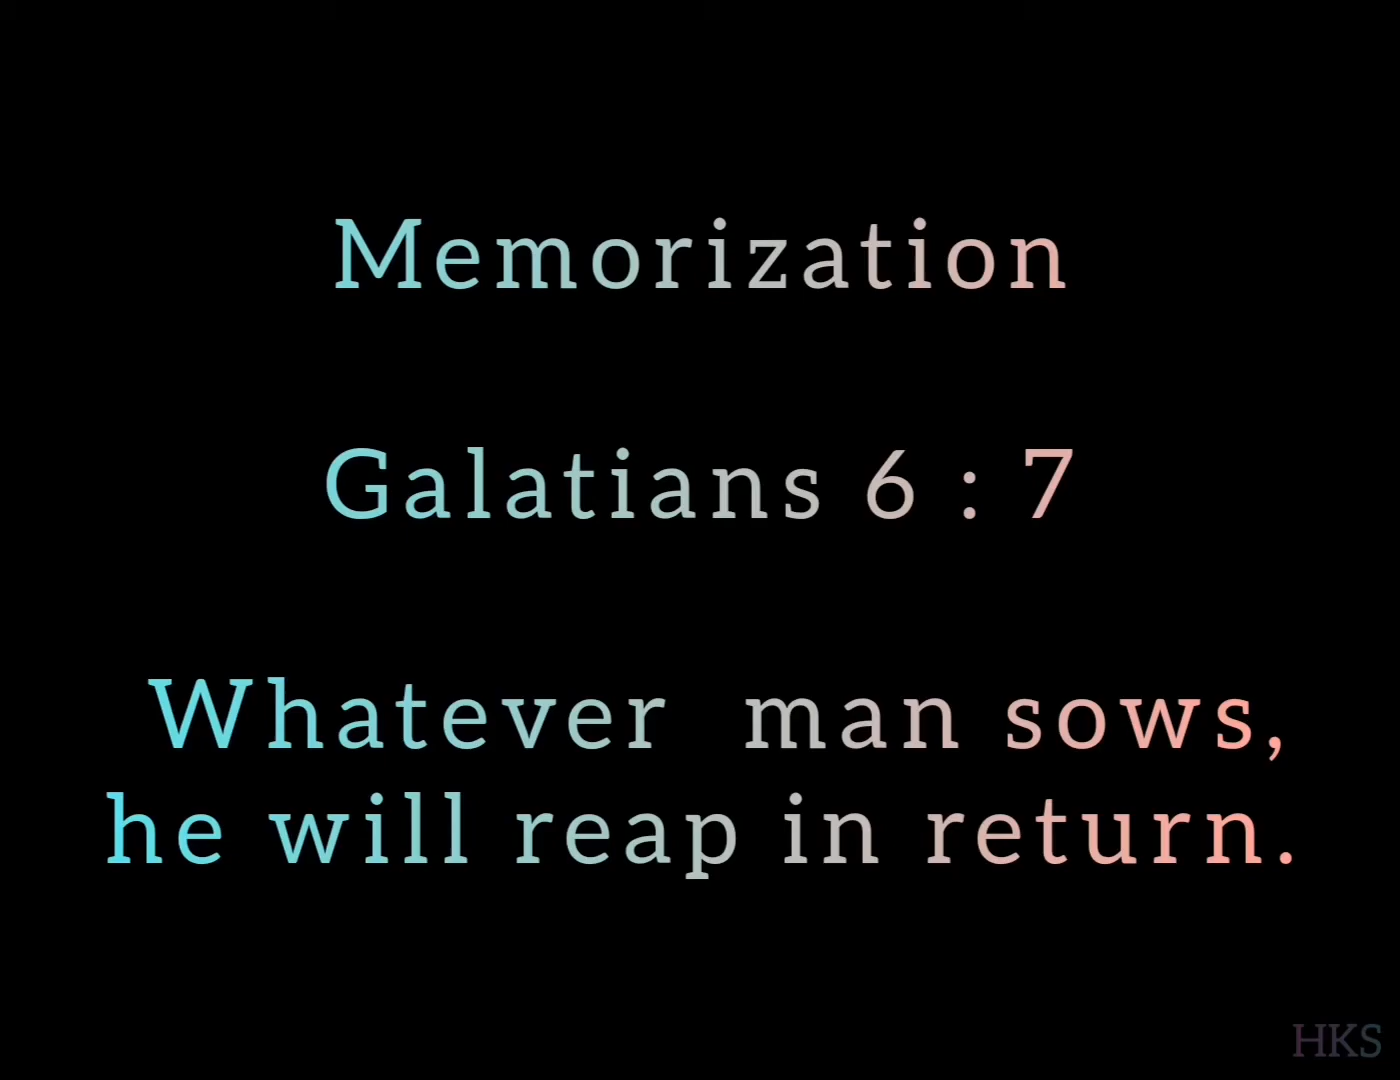 Memorization
Galatians 6 : 7
Whatever  man sows,
he will reap in return.
HKS